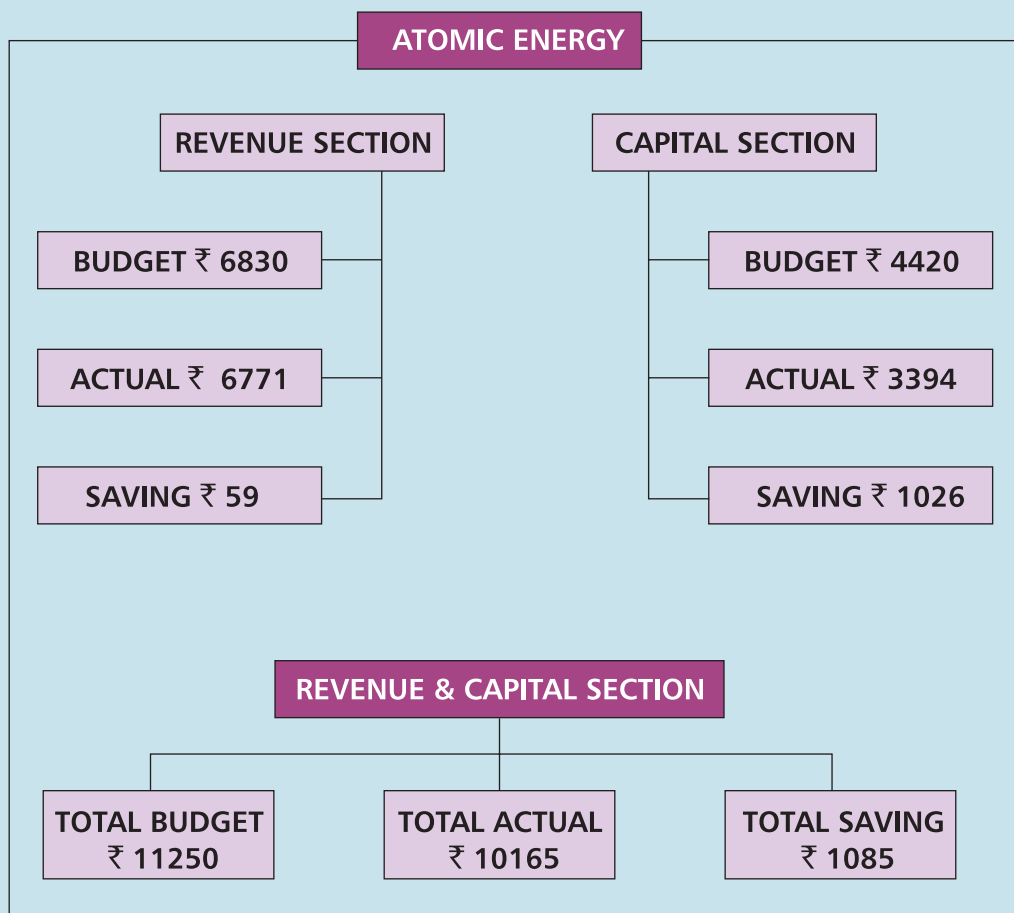 ATOMIC ENERGY
REVENUE SECTION
BUDGET ₹ 6830
ACTUAL ₹ 6771
SAVING ₹ 59
CAPITAL SECTION
BUDGET ₹ 4420
ACTUAL ₹ 3394
SAVING ₹ 1026
REVENUE & CAPITAL SECTION
TOTAL BUDGET
₹ 11250
TOTAL ACTUAL
₹ 10165
TOTAL SAVING
₹ 1085